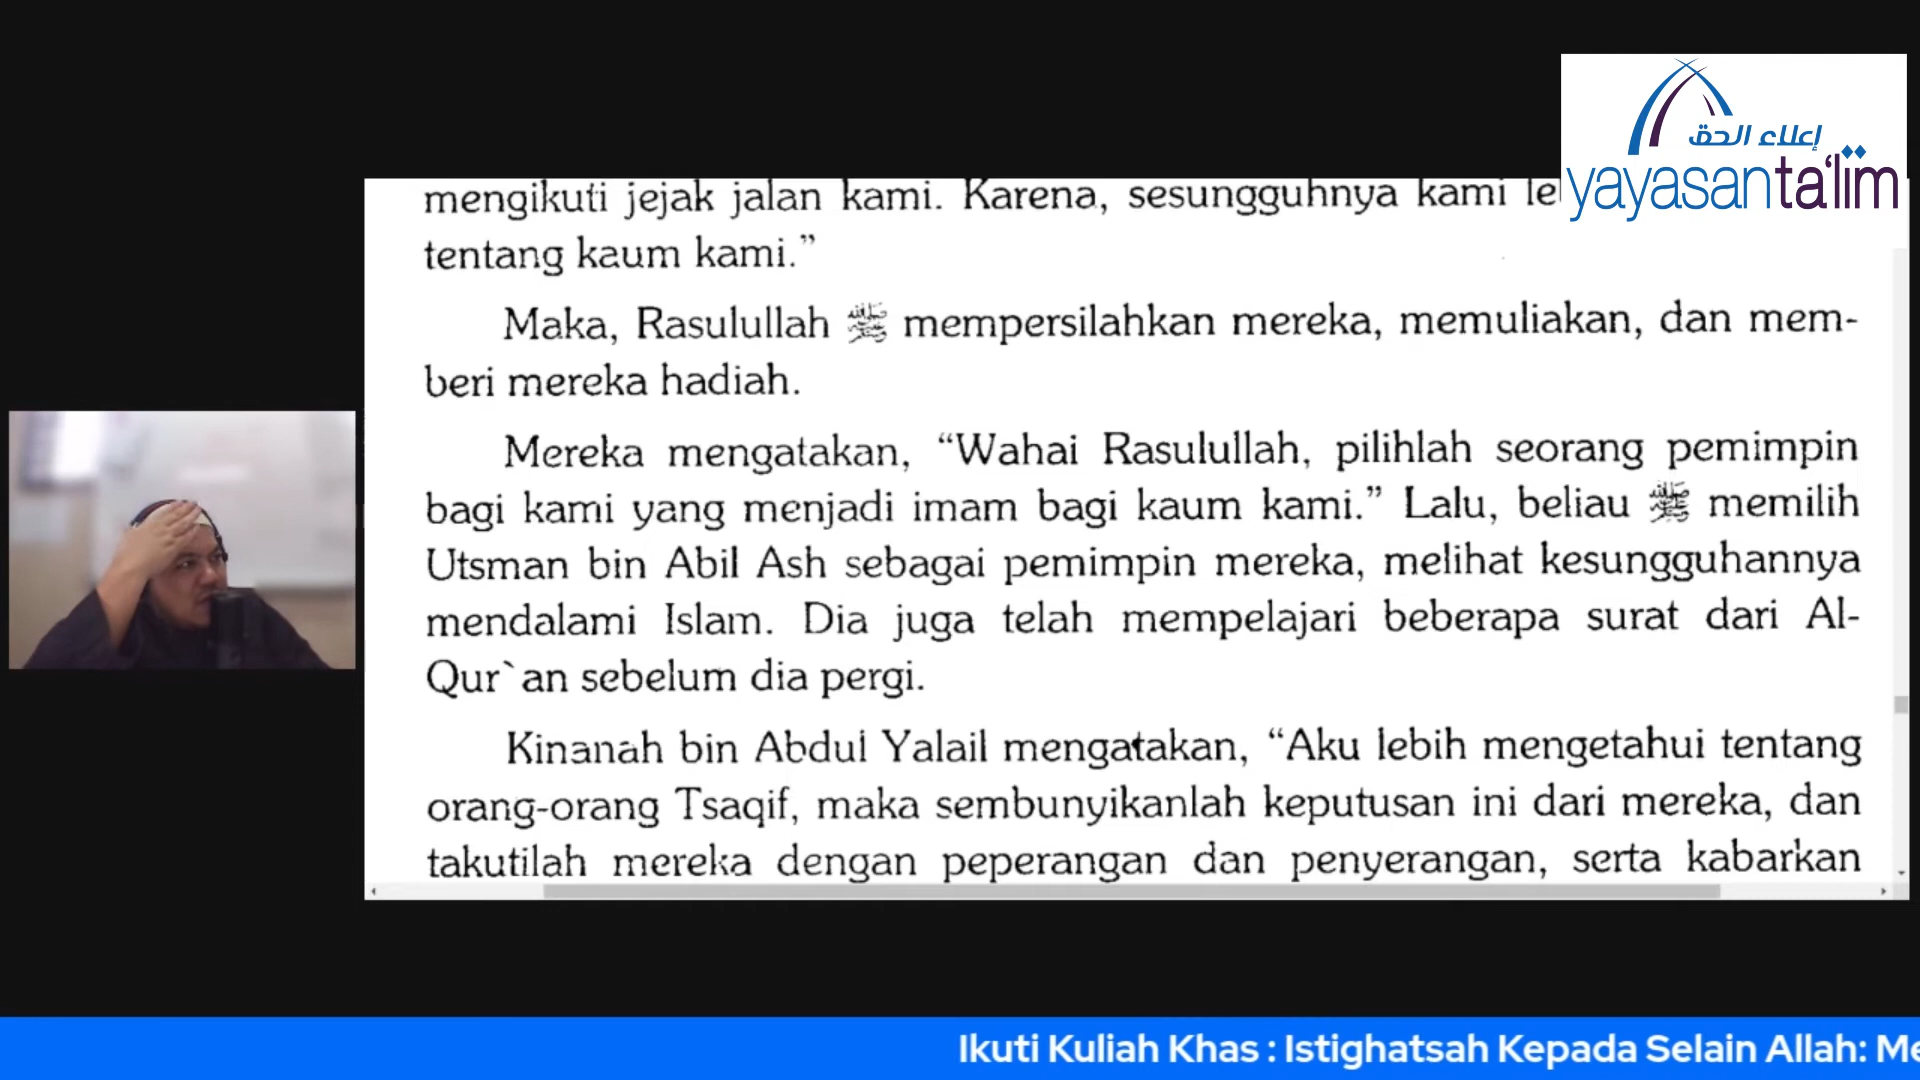 إعلاء الحق
yayasanta'lim
mengikuti jejak jalan kami. Karena, sesungguhnya kami
tentang kaum kami.”
Maka, Rasulullah ﷺ mempersilahkan mereka, memuliakan, dan mem-
beri mereka hadiah.
Mereka mengatakan, “Wahai Rasulullah, pilihlah seorang pemimpin
bagi kami yang menjadi imam bagi kaum kami.” Lalu, beliau ﷺ memilih
Utsman bin Abil Ash sebagai pemimpin mereka, melihat kesungguhannya
mendalami Islam. Dia juga telah mempelajari beberapa surat dari Al-
Qur`an sebelum dia pergi.
Kinanah bin Abdul Yalail mengatakan, “Aku lebih mengetahui tentang
orang-orang Tsaqif, maka sembunyikanlah keputusan ini dari mereka, dan
takutilah mereka dengan peperangan dan penyerangan, serta kabarkan
Ikuti Kuliah Khas : Istighatsah Kepada Selain Allah: